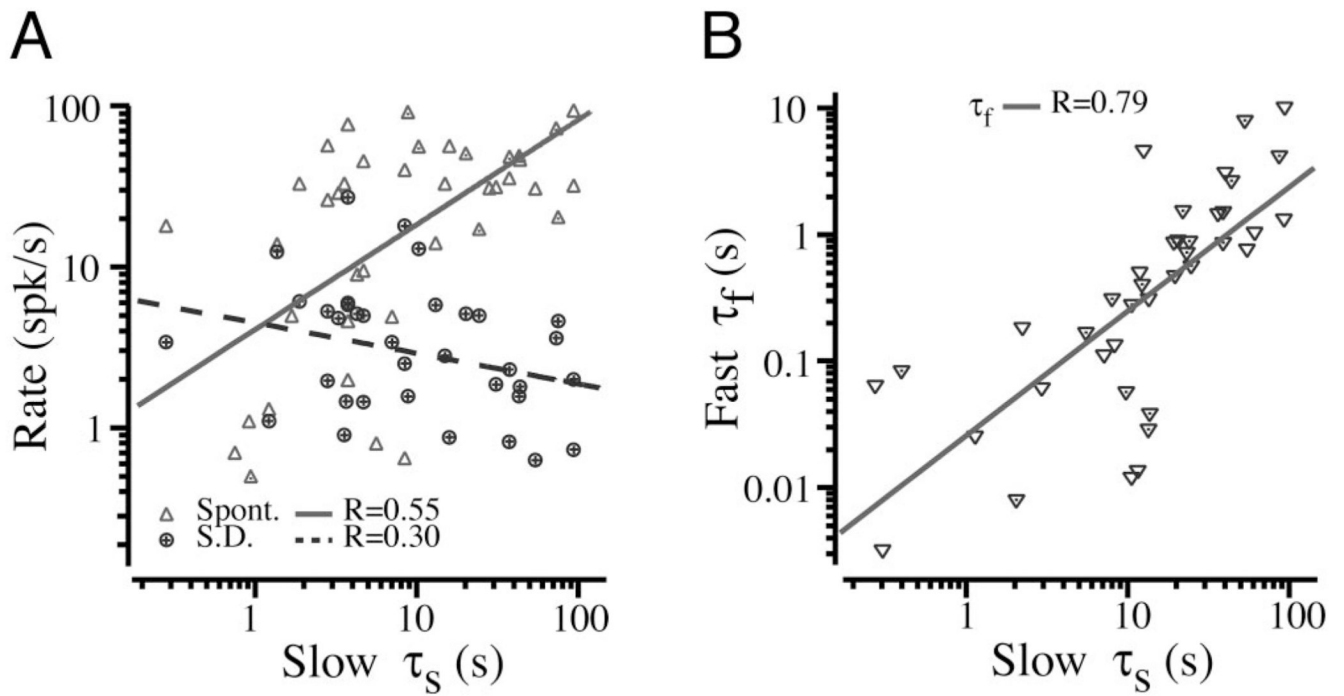 A
B
100
10
1
Rate (spk/s)
Spont. R=0.55
S.D. R=0.30
1 10 100
Slow τs (s)
10
1
0.1
0.01
Fast τf (s)
τf R=0.79
1 10 100
Slow τs (s)